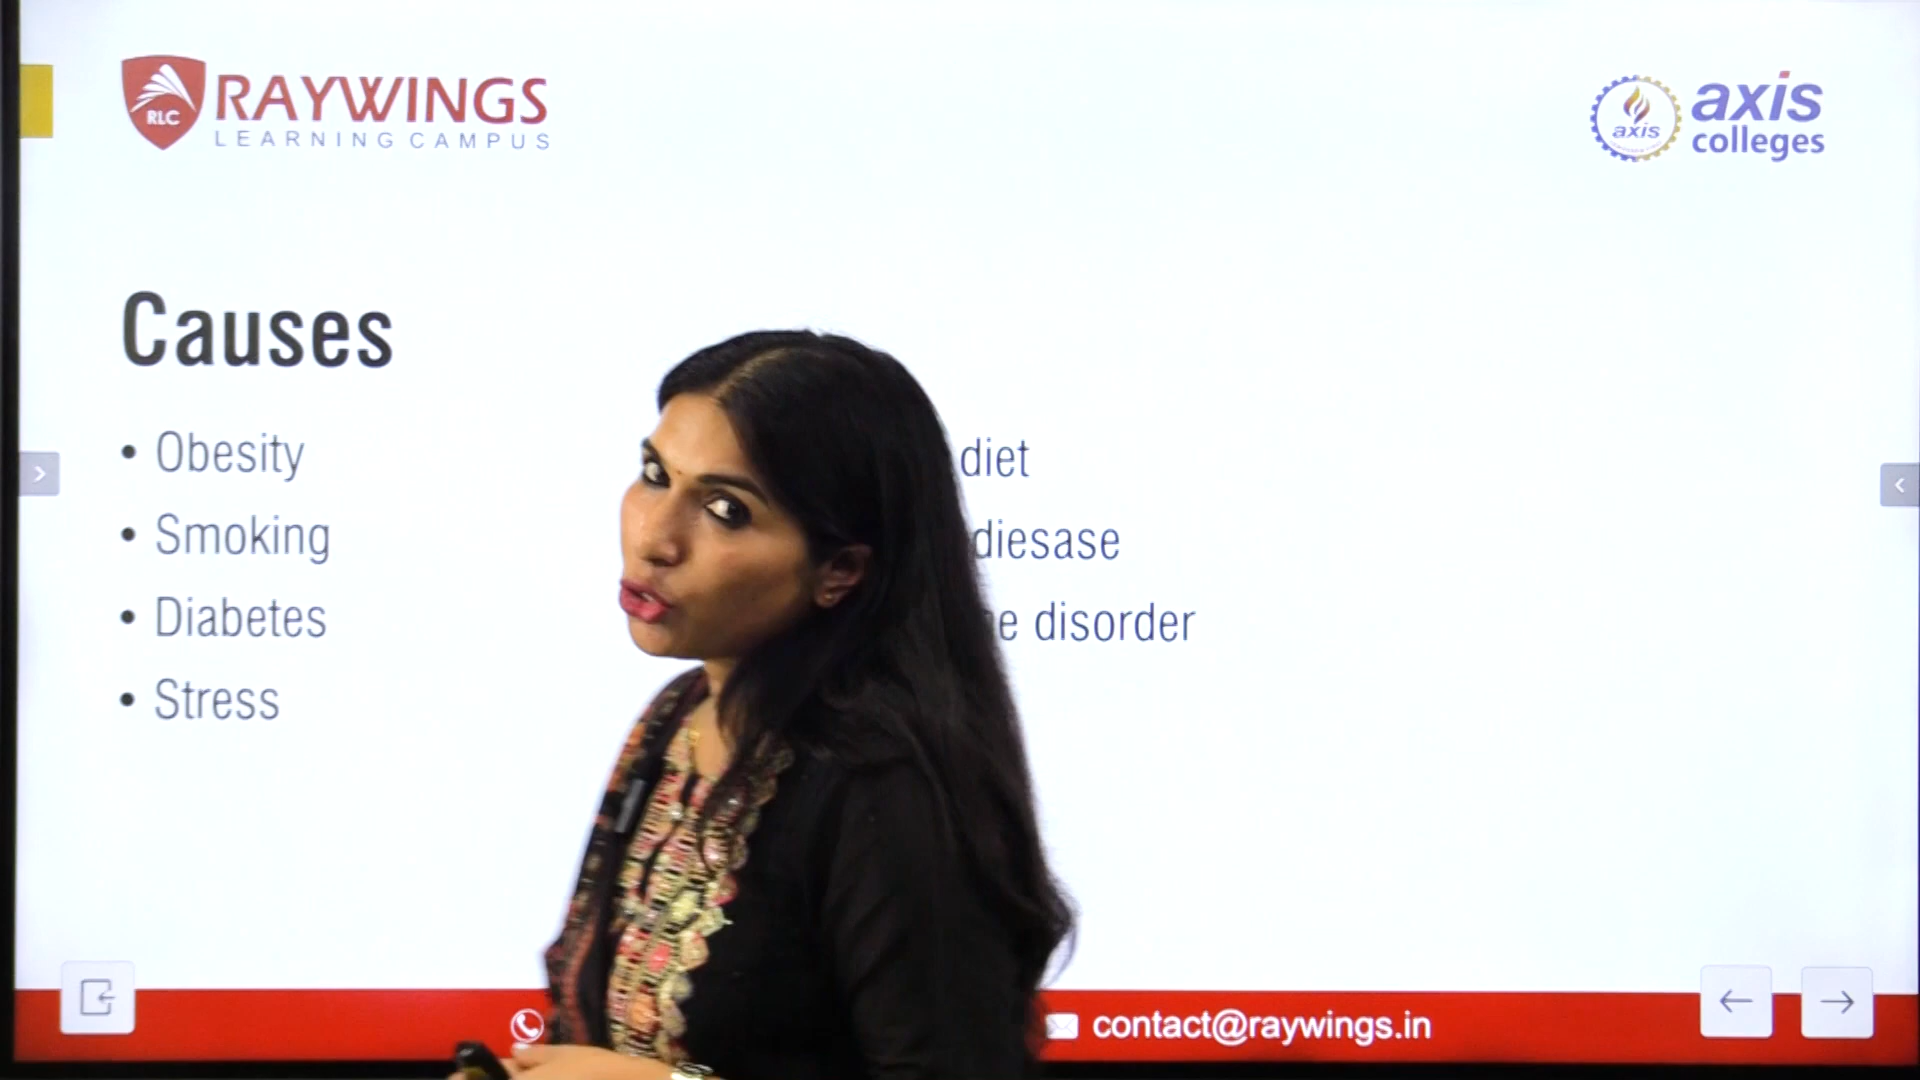 RLC
RAYWINGS
LEARNING CAMPUS
axis
axis
colleges
Causes
• Obesity
• Smoking
• Diabetes
• Stress
diet
diesase
disorder
contact@raywings.in